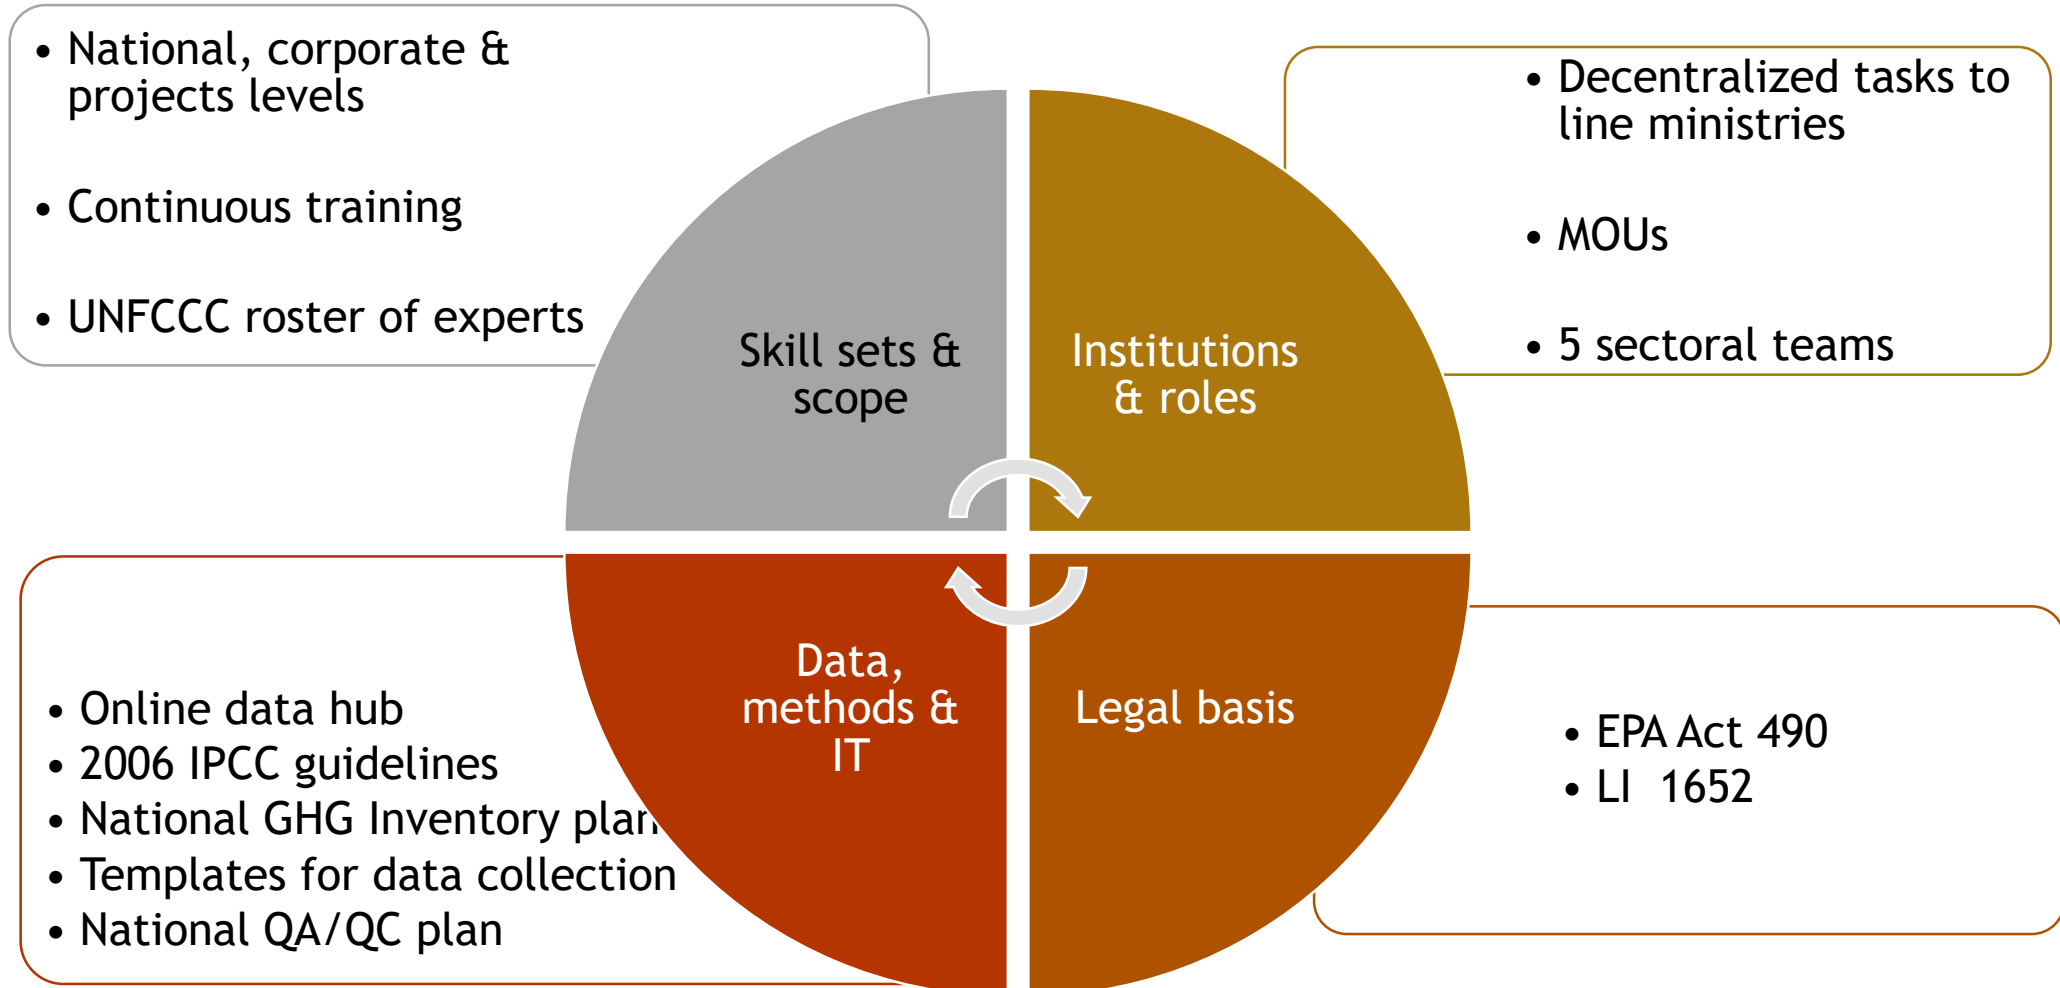 • National, corporate &
projects levels
• Continuous training
• UNFCCC roster of experts
• Decentralized tasks to
line ministries
• MOUs
• 5 sectoral teams
Skill sets &
scope
Institutions
& roles
Data,
methods &
IT
Legal basis
• Online data hub
• 2006 IPCC guidelines
• National GHG Inventory plan
• Templates for data collection
• National QA/QC plan
• EPA Act 490
• LI 1652